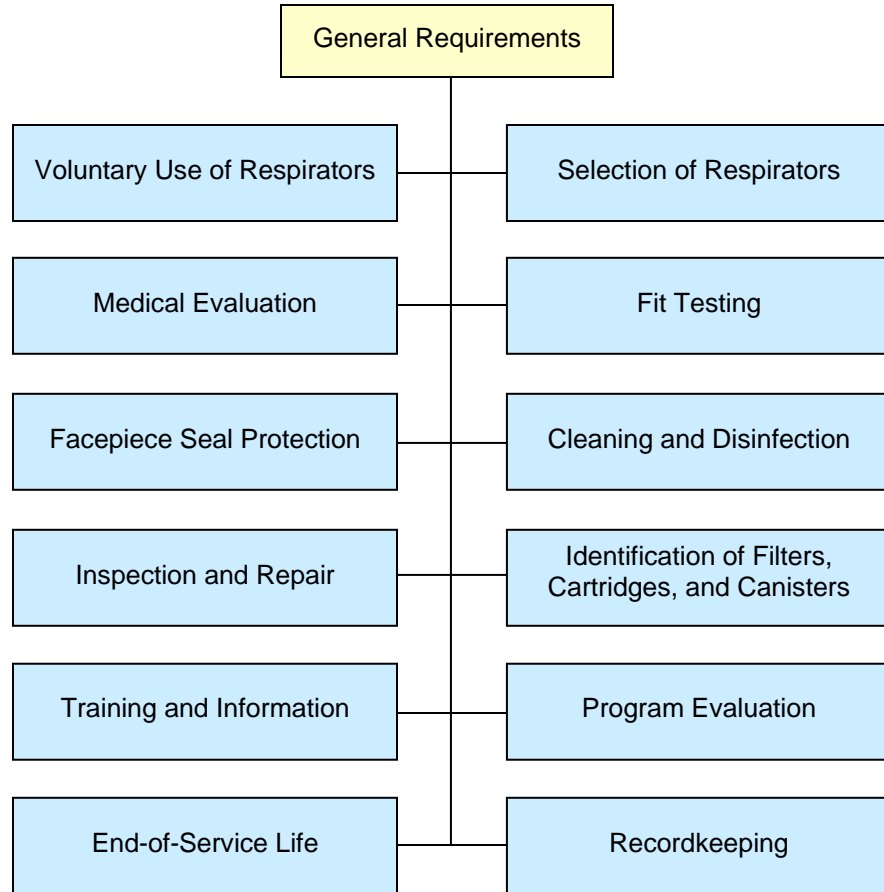 General Requirements
Voluntary Use of Respirators
Selection of Respirators
Medical Evaluation
Fit Testing
Facepiece Seal Protection
Cleaning and Disinfection
Inspection and Repair
Identification of Filters,
Cartridges, and Canisters
Training and Information
Program Evaluation
End-of-Service Life
Recordkeeping